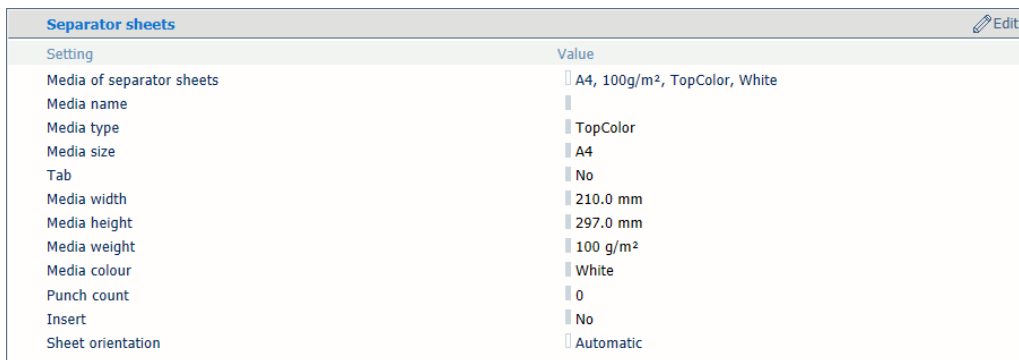 Separator sheets Edit
Setting Value
Media of separator sheets A4, 100g/m², TopColor, White
Media name
Media type TopColor
Media size A4
Tab No
Media width 210.0 mm
Media height 297.0 mm
Media weight 100 g/m²
Media colour White
Punch count 0
Insert No
Sheet orientation Automatic